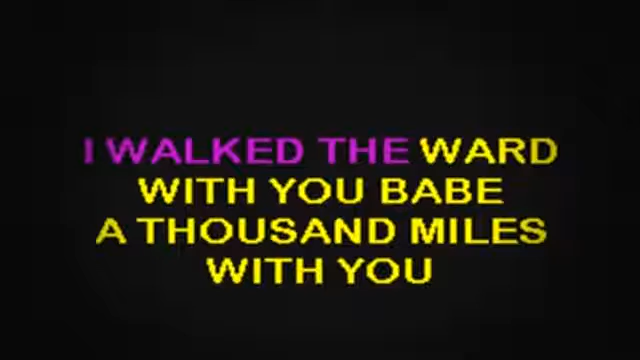 I WALKED THE WARD
WITH YOU BABE
A THOUSAND MILES
WITH YOU